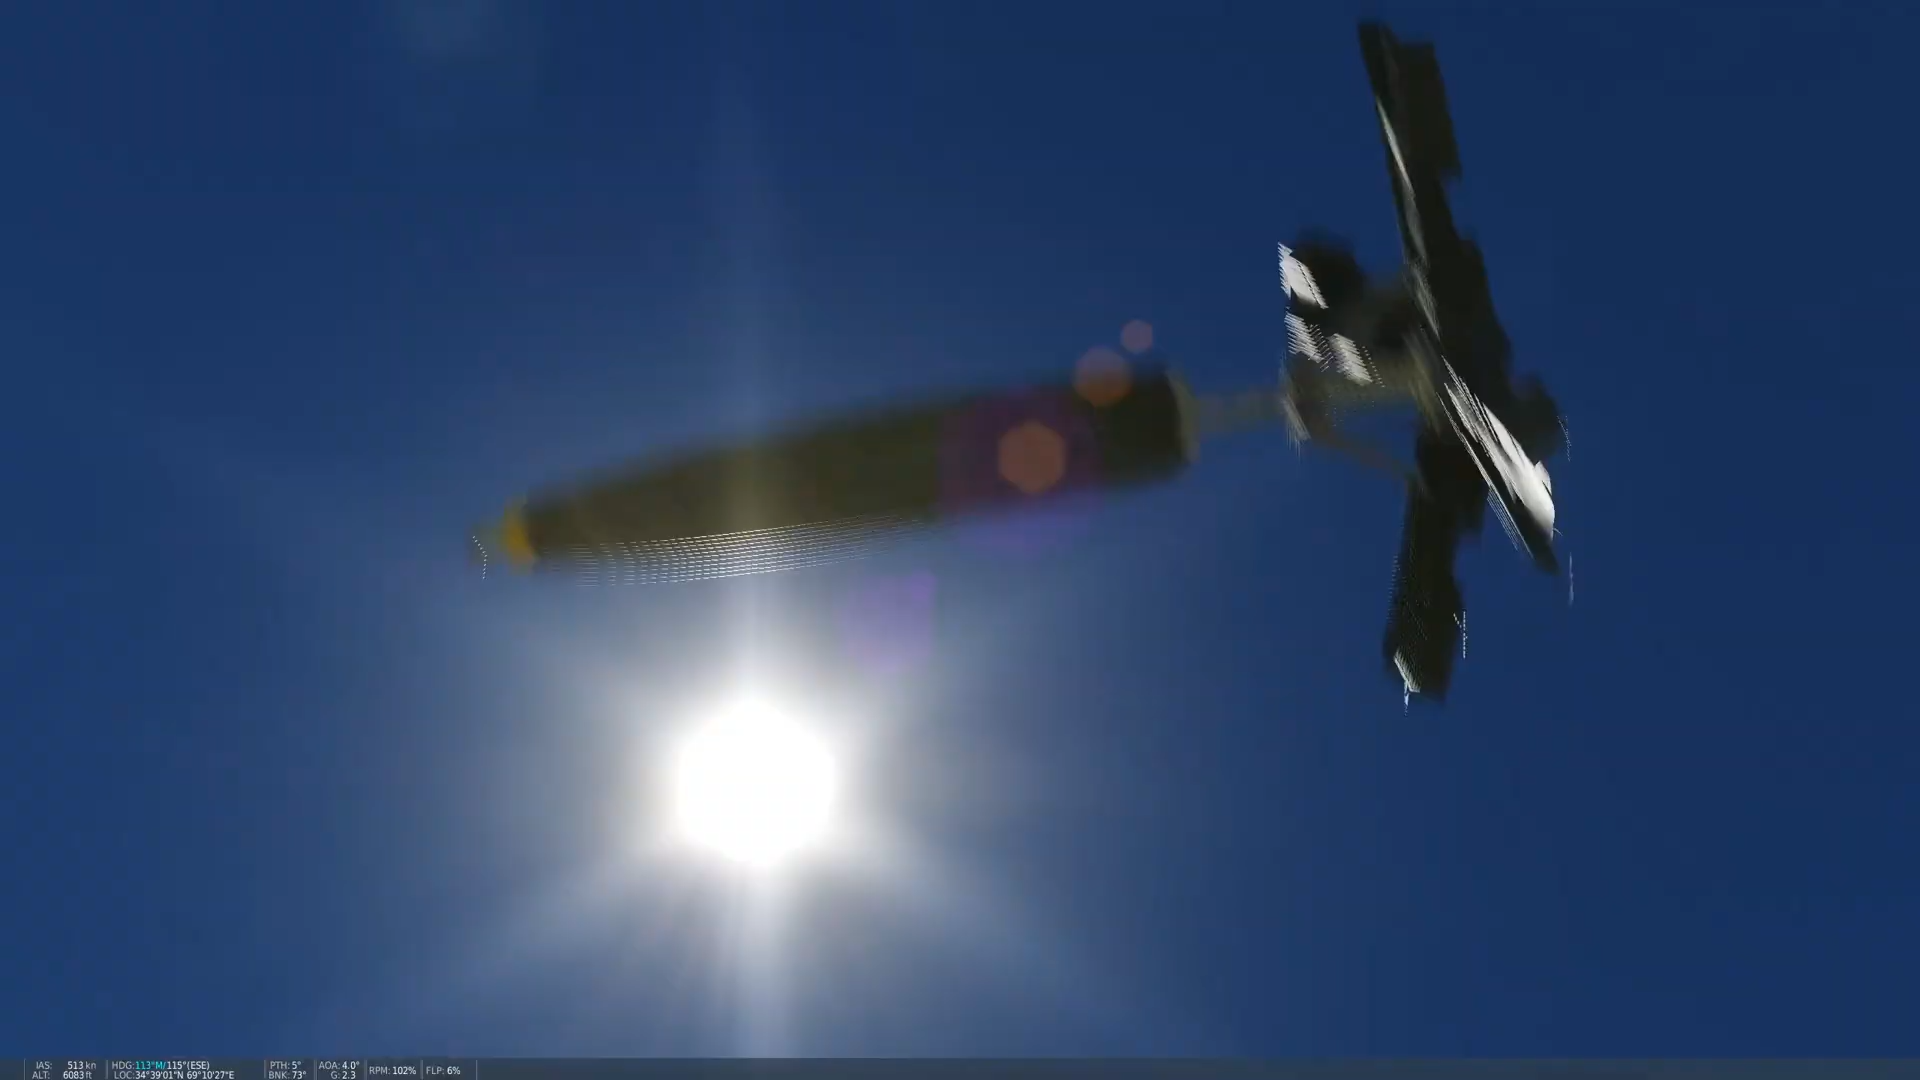 IAS: 513 kn HDG:113°M/115°(ESE) PTH: 5° AOA: 4.0° RPM: 102% FLP: 6%
ALT: 6083 ft LOC:34°39'01"N 69°10'27"E BNK: 73° G: 2.3